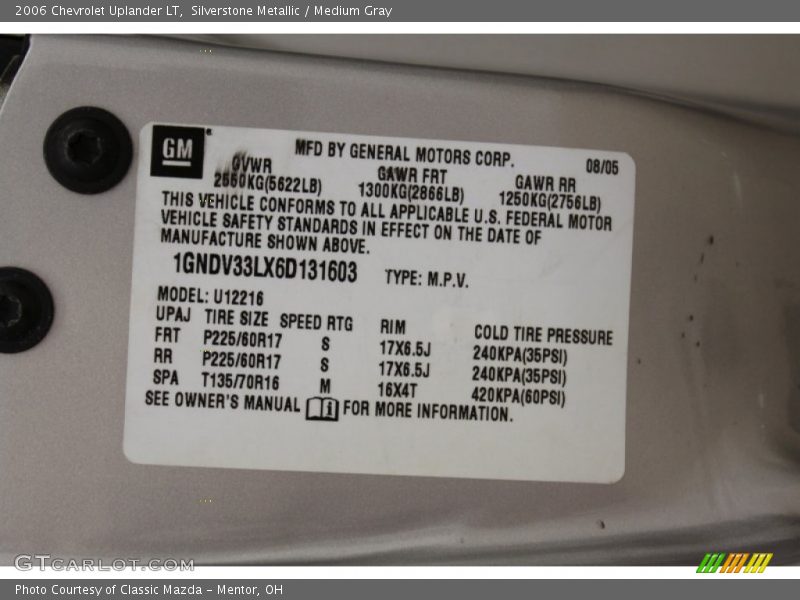 2006 Chevrolet Uplander LT, Silverstone Metallic / Medium Gray
GM
MFD BY GENERAL MOTORS CORP. 08/05
GVWR GAWR FRT GAWR RR
2550KG(5622LB) 1300KG(2866LB) 1250KG(2756LB)
THIS VEHICLE CONFORMS TO ALL APPLICABLE U.S. FEDERAL MOTOR
VEHICLE SAFETY STANDARDS IN EFFECT ON THE DATE OF
MANUFACTURE SHOWN ABOVE.
1GNDV33LX6D131603 TYPE: M.P.V.
MODEL: U12216
UPAJ TIRE SIZE SPEED RTG RIM COLD TIRE PRESSURE
FRT P225/60R17 S 17X6.5J 240KPA(35PSI)
RR P225/60R17 S 17X6.5J 240KPA(35PSI)
SPA T135/70R16 M 16X4T 420KPA(60PSI)
SEE OWNER'S MANUAL FOR MORE INFORMATION.
GTcarlot.com
Photo Courtesy of Classic Mazda - Mentor, OH